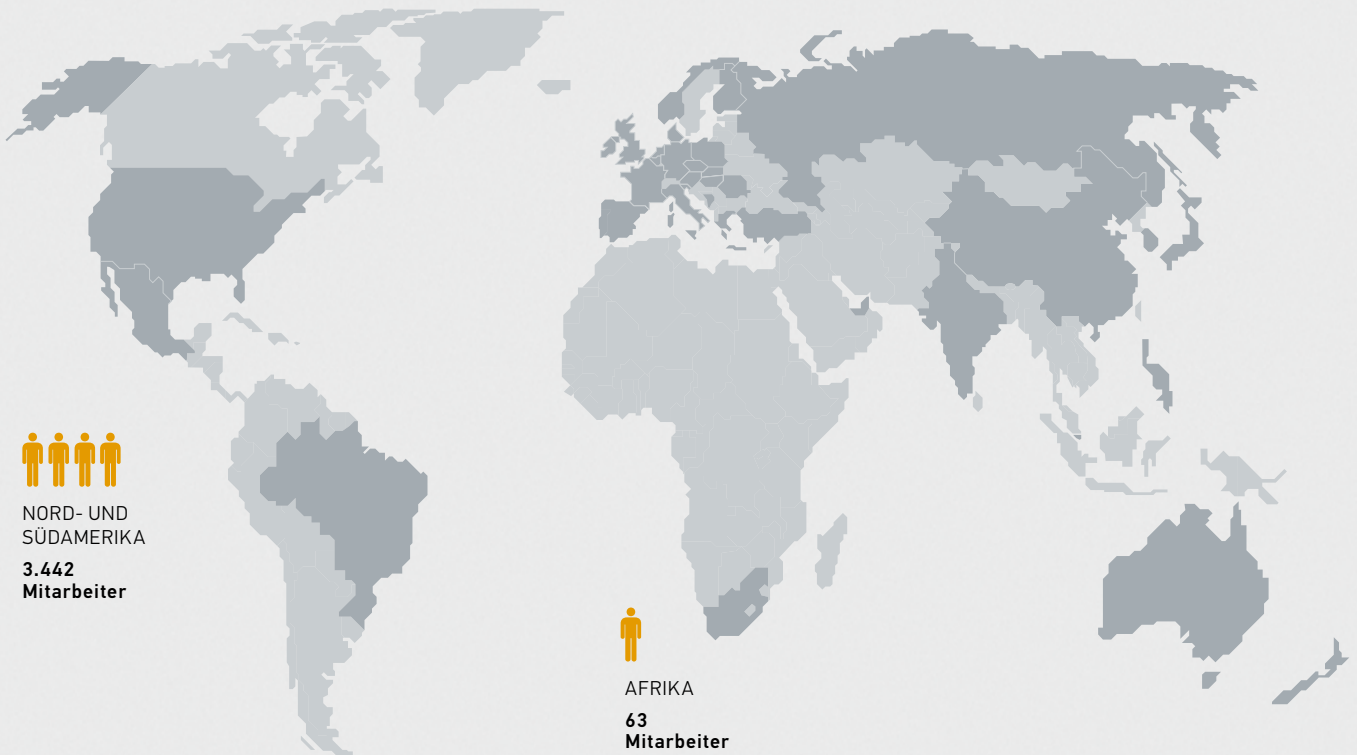 NORD- UND
SÜDAMERIKA
3.442
Mitarbeiter
AFRIKA
63
Mitarbeiter